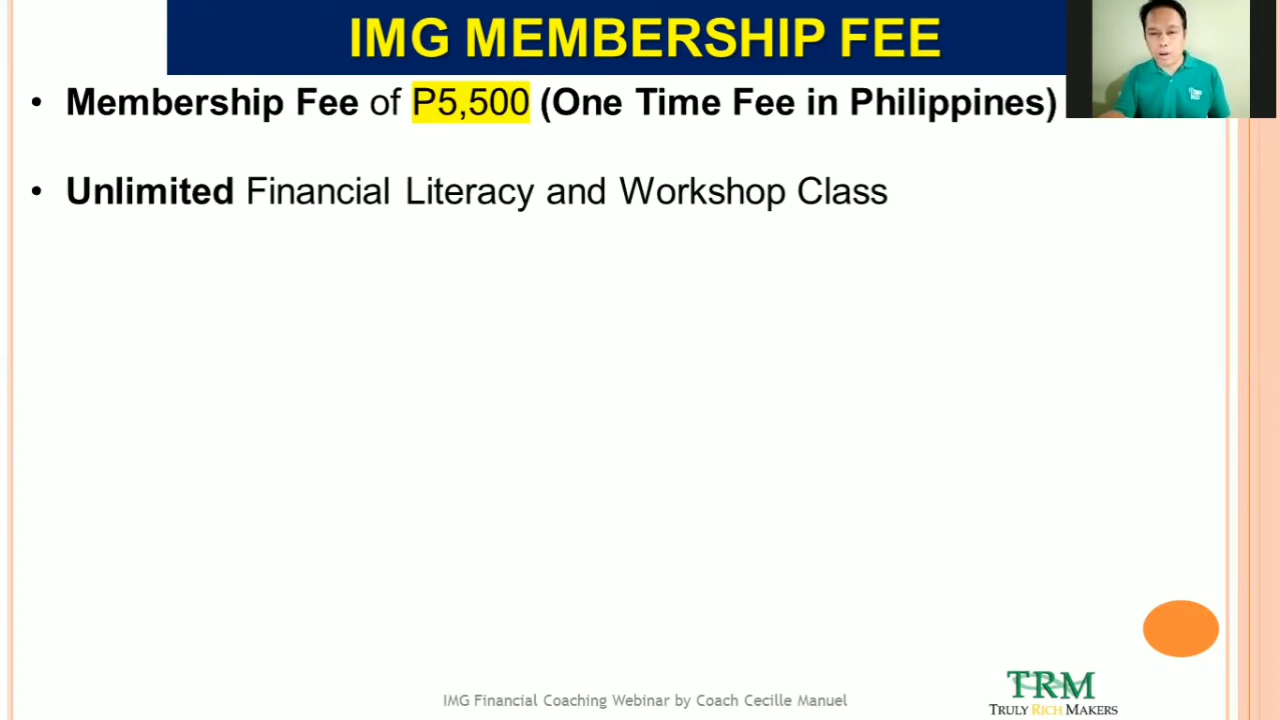 IMG MEMBERSHIP FEE
• Membership Fee of P5,500 (One Time Fee in Philippines)
• Unlimited Financial Literacy and Workshop Class
IMG Financial Coaching Webinar by Coach Cecille Manuel
TRM
TRULY RICH MAKERS